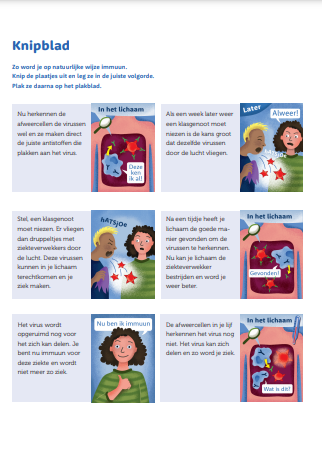 Knipblad
Zo word je op natuurlijke wijze immuun.
Knip de plaatjes uit en leg ze in de juiste volgorde.
Plak ze daarna op het plakblad.
Nu herkennen de
afweercellen de virussen
wel en ze maken direct
de juiste antistoffen die
plakken aan het virus.
In het lichaam
Deze
ken
ik al!
Als een week later weer
een klasgenoot moet
niezen is de kans groot
dat dezelfde virussen
door de lucht vliegen.
Later
Alweer!
HATSJOE
Stel, een klasgenoot
moet niezen. Er vliegen
dan druppeltjes met
ziekteverwekkers door
de lucht. Deze virussen
kunnen in je lichaam
terechtkomen en je
ziek maken.
HATSJOE
Na een tijdje heeft je
lichaam de goede ma-
nier gevonden om de
virussen te herkennen.
Nu kan je lichaam de
ziekteverwekker
bestrijden en word je
weer beter.
In het lichaam
Gevonden!
Het virus wordt
opgeruimd nog voor
het zich kan delen. Je
bent nu immuun voor
deze ziekte en wordt
niet meer zo ziek.
Nu ben ik immuun
De afweercellen in je lijf
herkennen het virus nog
niet. Het virus kan zich
delen en zo word je ziek.
In het lichaam
Wat is dit?